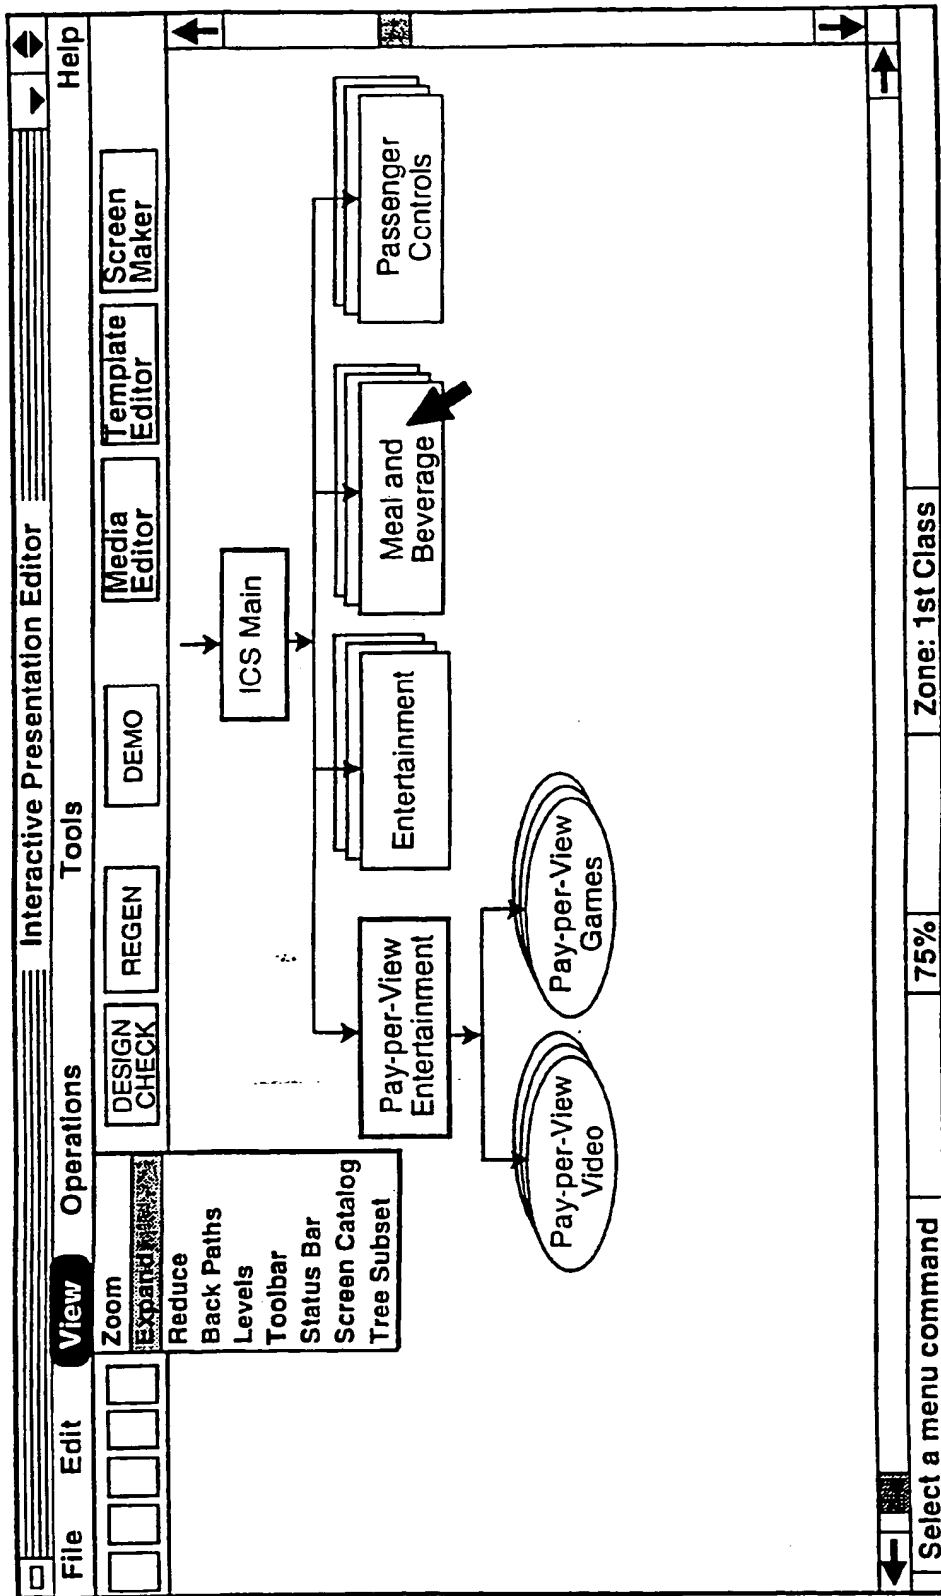 Interactive Presentation Editor
File Edit View Operations Tools Help
DESIGN
CHECK
REGEN
DEMO
Media
Editor
Template
Editor
Screen
Maker
Zoom
Expand
Reduce
Back Paths
Levels
Toolbar
Status Bar
Screen Catalog
Tree Subset
ICS Main
Pay-per-View
Entertainment
Entertainment
Meal and
Beverage
Passenger
Controls
Pay-per-View
Video
Pay-per-View
Games
Select a menu command
75%
Zone: 1st Class